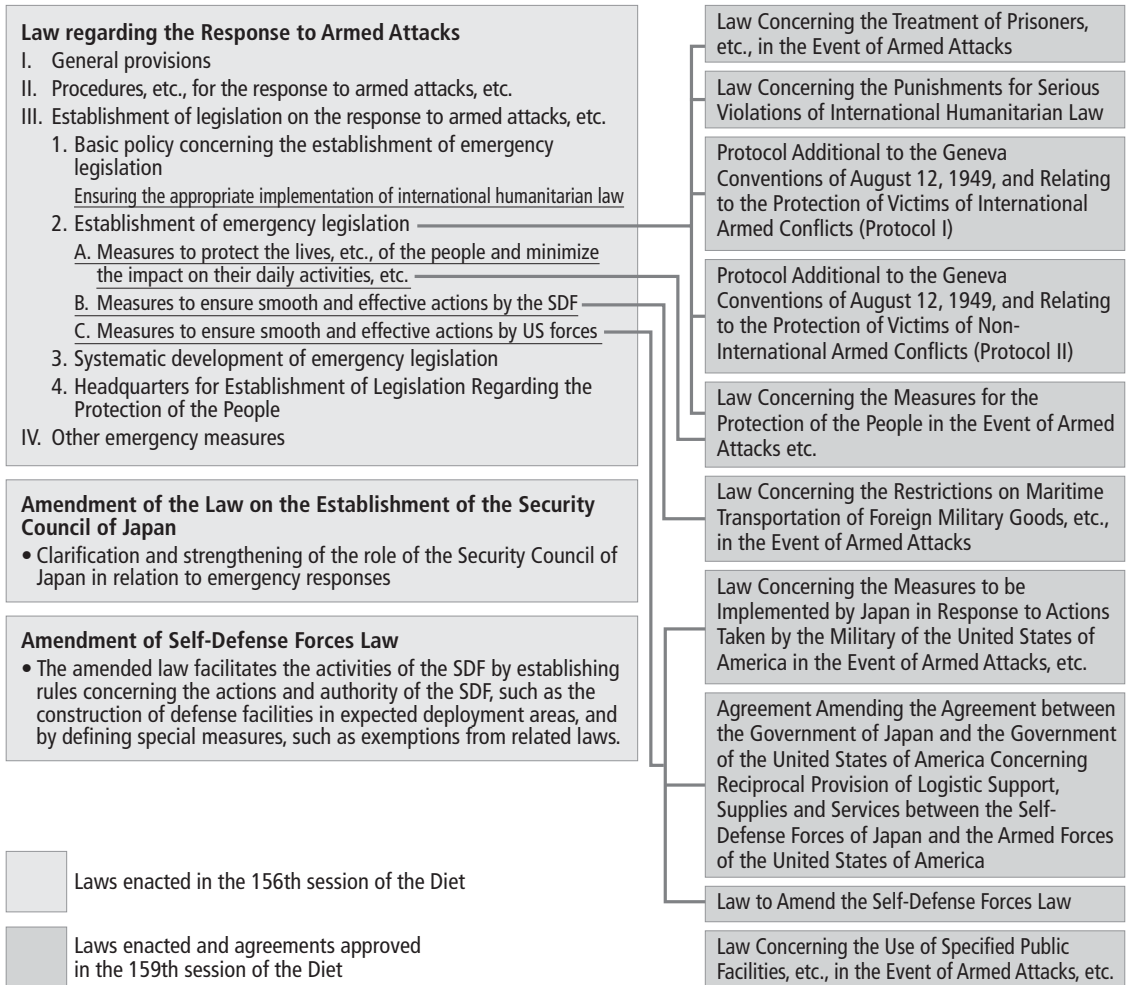 Law regarding the Response to Armed Attacks
I. General provisions
II. Procedures, etc., for the response to armed attacks, etc.
III. Establishment of legislation on the response to armed attacks, etc.
1. Basic policy concerning the establishment of emergency
legislation
Ensuring the appropriate implementation of international humanitarian law
2. Establishment of emergency legislation
A. Measures to protect the lives, etc., of the people and minimize
the impact on their daily activities, etc.
B. Measures to ensure smooth and effective actions by the SDF
C. Measures to ensure smooth and effective actions by US forces
3. Systematic development of emergency legislation
4. Headquarters for Establishment of Legislation Regarding the
Protection of the People
IV. Other emergency measures
Amendment of the Law on the Establishment of the Security
Council of Japan
• Clarification and strengthening of the role of the Security Council of
Japan in relation to emergency responses
Amendment of Self-Defense Forces Law
• The amended law facilitates the activities of the SDF by establishing
rules concerning the actions and authority of the SDF, such as the
construction of defense facilities in expected deployment areas, and
by defining special measures, such as exemptions from related laws.
Laws enacted in the 156th session of the Diet
Laws enacted and agreements approved
in the 159th session of the Diet
Law Concerning the Treatment of Prisoners,
etc., in the Event of Armed Attacks
Law Concerning the Punishments for Serious
Violations of International Humanitarian Law
Protocol Additional to the Geneva
Conventions of August 12, 1949, and Relating
to the Protection of Victims of International
Armed Conflicts (Protocol I)
Protocol Additional to the Geneva
Conventions of August 12, 1949, and Relating
to the Protection of Victims of Non-
International Armed Conflicts (Protocol II)
Law Concerning the Measures for the
Protection of the People in the Event of Armed
Attacks etc.
Law Concerning the Restrictions on Maritime
Transportation of Foreign Military Goods, etc.,
in the Event of Armed Attacks
Law Concerning the Measures to be
Implemented by Japan in Response to Actions
Taken by the Military of the United States of
America in the Event of Armed Attacks, etc.
Agreement Amending the Agreement between
the Government of Japan and the Government
of the United States of America Concerning
Reciprocal Provision of Logistic Support,
Supplies and Services between the Self-
Defense Forces of Japan and the Armed Forces
of the United States of America
Law to Amend the Self-Defense Forces Law
Law Concerning the Use of Specified Public
Facilities, etc., in the Event of Armed Attacks, etc.